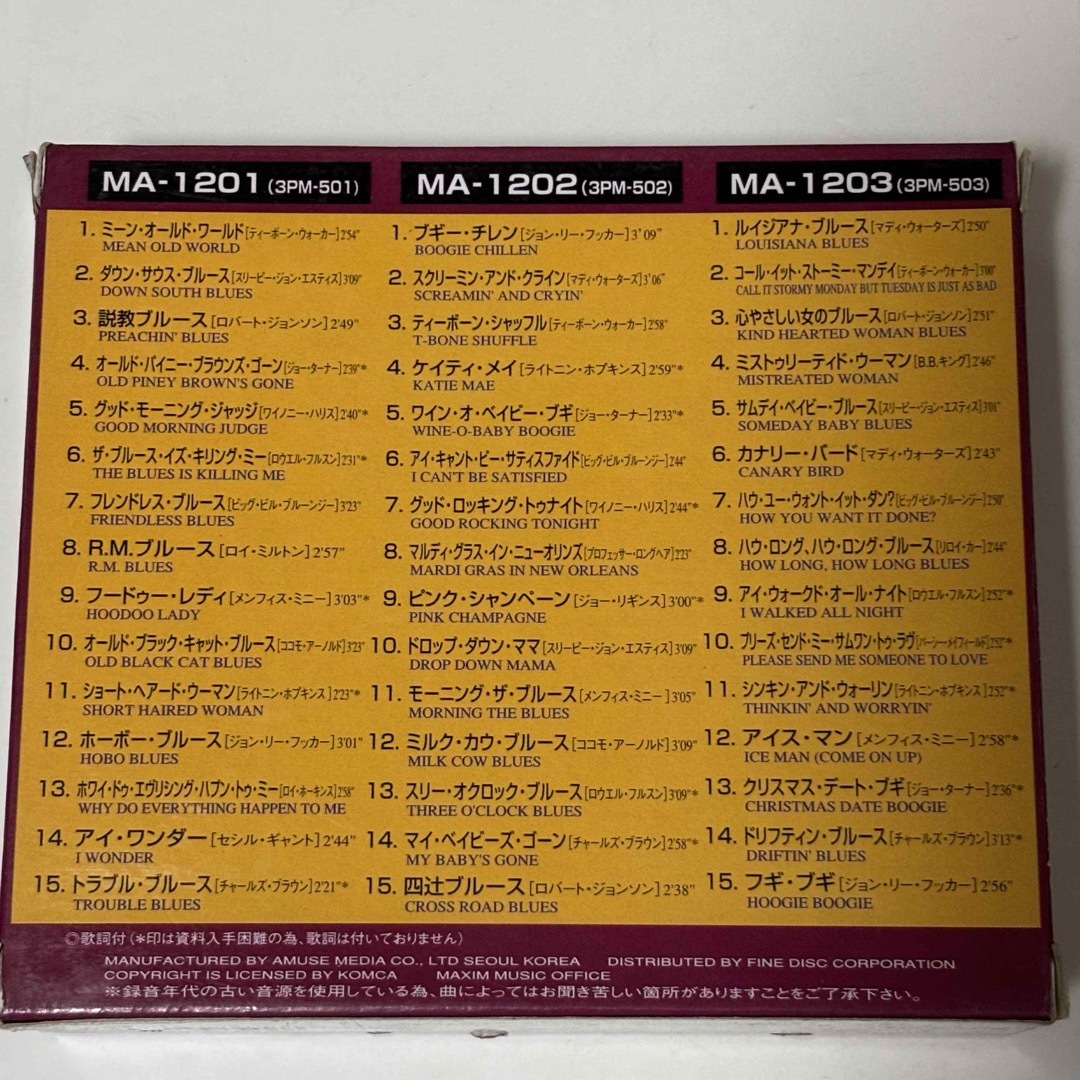 MA-1201 (3PM-501)
1. ミーン・オールド・ワールド[ティーボーン・ウォーカー] 2'54"
MEAN OLD WORLD
2. ダウン・サウス・ブルース[スリーピー・ジョン・エスティス] 3'09"
DOWN SOUTH BLUES
3. 説教ブルース[ロバート・ジョンソン] 2'49"
PREACHIN' BLUES
4. オールド・パイニー・ブラウンズ・ゴーン[ジョー・ターナー] 2'39"*
OLD PINEY BROWN'S GONE
5. グッド・モーニング・ジャッジ[ワイノニー・ハリス] 2'40"*
GOOD MORNING JUDGE
6. ザ・ブルース・イズ・キリング・ミー[ロウエル・フルスン] 2'31"*
THE BLUES IS KILLING ME
7. フレンドレス・ブルース[ビッグ・ビル・ブルーンジー] 3'23"
FRIENDLESS BLUES
8. R.M.ブルース[ロイ・ミルトン] 2'57"
R.M. BLUES
9. フードゥー・レディ[メンフィス・ミニー] 3'03"*
HOODOO LADY
10. オールド・ブラック・キャット・ブルース[ココモ・アーノルド] 3'23"
OLD BLACK CAT BLUES
11. ショート・ヘアード・ウーマン[ライトニン・ホプキンス] 2'23"*
SHORT HAIRED WOMAN
12. ホーボー・ブルース[ジョン・リー・フッカー] 3'01"
HOBO BLUES
13. ホワイ・ドゥ・エヴリシング・ハプン・トゥ・ミー[ロイ・ホーキンス] 2'58"
WHY DO EVERYTHING HAPPEN TO ME
14. アイ・ワンダー[セシル・ギャント] 2'44"
I WONDER
15. トラブル・ブルース[チャールズ・ブラウン] 2'21"*
TROUBLE BLUES
MA-1202 (3PM-502)
1. ブギー・チレン[ジョン・リー・フッカー] 3'09"
BOOGIE CHILLEN
2. スクリーミン・アンド・クライン[マディ・ウォーターズ] 3'06"
SCREAMIN' AND CRYIN'
3. ティーボーン・シャッフル[ティーボーン・ウォーカー] 2'58"
T-BONE SHUFFLE
4. ケイティ・メイ[ライトニン・ホプキンス] 2'59"*
KATIE MAE
5. ワイン・オ・ベイビー・ブギ[ジョー・ターナー] 2'33"*
WINE-O-BABY BOOGIE
6. アイ・キャント・ビー・サティスファイド[ビッグ・ビル・ブルーンジー] 2'44"
I CAN'T BE SATISFIED
7. グッド・ロッキング・トゥナイト[ワイノニー・ハリス] 2'44"*
GOOD ROCKING TONIGHT
8. マルディ・グラス・イン・ニューオリンズ[プロフェッサー・ロングヘア] 2'23"
MARDI GRAS IN NEW ORLEANS
9. ピンク・シャンペーン[ジョー・リギンス] 3'00"*
PINK CHAMPAGNE
10. ドロップ・ダウン・ママ[スリーピー・ジョン・エスティス] 3'09"
DROP DOWN MAMA
11. モーニング・ザ・ブルース[メンフィス・ミニー] 3'05"
MORNING THE BLUES
12. ミルク・カウ・ブルース[ココモ・アーノルド] 3'09"
MILK COW BLUES
13. スリー・オクロック・ブルース[ロウエル・フルスン] 3'09"*
THREE O'CLOCK BLUES
14. マイ・ベイビーズ・ゴーン[チャールズ・ブラウン] 2'58"*
MY BABY'S GONE
15. 四辻ブルース[ロバート・ジョンソン] 2'38"
CROSS ROAD BLUES
MA-1203 (3PM-503)
1. ルイジアナ・ブルース[マディ・ウォーターズ] 2'50"
LOUISIANA BLUES
2. コール・イット・ストーミー・マンデイ[ティーボーン・ウォーカー] 3'00"
CALL IT STORMY MONDAY BUT TUESDAY IS JUST AS BAD
3. 心やさしい女のブルース[ロバート・ジョンソン] 2'51"
KIND HEARTED WOMAN BLUES
4. ミストゥリーティド・ウーマン[B.B.キング] 2'46"
MISTREATED WOMAN
5. サムデイ・ベイビー・ブルース[スリーピー・ジョン・エスティス] 3'01"
SOMEDAY BABY BLUES
6. カナリー・バード[マディ・ウォーターズ] 2'43"
CANARY BIRD
7. ハウ・ユー・ウォント・イット・ダン?[ビッグ・ビル・ブルーンジー] 2'50"
HOW YOU WANT IT DONE?
8. ハウ・ロング、ハウ・ロング・ブルース[リロイ・カー] 2'44"
HOW LONG, HOW LONG BLUES
9. アイ・ウォークド・オール・ナイト[ロウエル・フルスン] 2'52"*
I WALKED ALL NIGHT
10. プリーズ・センド・ミー・サムワン・トゥ・ラヴ[パーシー・メイフィールド] 2'52"*
PLEASE SEND ME SOMEONE TO LOVE
11. シンキン・アンド・ウォーリン[ライトニン・ホプキンス] 2'52"*
THINKIN' AND WORRYIN'
12. アイス・マン[メンフィス・ミニー] 2'58"*
ICE MAN (COME ON UP)
13. クリスマス・デート・ブギ[ジョー・ターナー] 2'36"*
CHRISTMAS DATE BOOGIE
14. ドリフティン・ブルース[チャールズ・ブラウン] 3'13"*
DRIFTIN' BLUES
15. フギ・ブギ[ジョン・リー・フッカー] 2'56"
HOOGIE BOOGIE
◎歌詞付(*印は資料入手困難の為、歌詞は付いておりません)
MANUFACTURED BY AMUSE MEDIA CO., LTD SEOUL KOREA DISTRIBUTED BY FINE DISC CORPORATION
COPYRIGHT IS LICENSED BY KOMCA MAXIM MUSIC OFFICE
※録音年代の古い音源を使用している為、曲によってはお聞き苦しい箇所がありますことをご了承下さい。